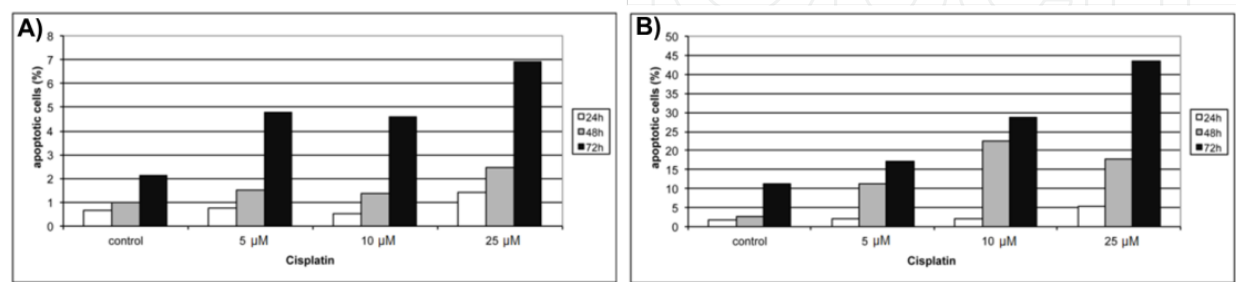 A)
8
7
6
5
4
3
2
1
0
apoptotic cells (%)
control
5 μM
10 μM
25 μM
Cisplatin
24h
48h
72h
B)
50
45
40
35
30
25
20
15
10
5
0
apoptotic cells (%)
control
5 μM
10 μM
25 μM
Cisplatin
24h
48h
72h